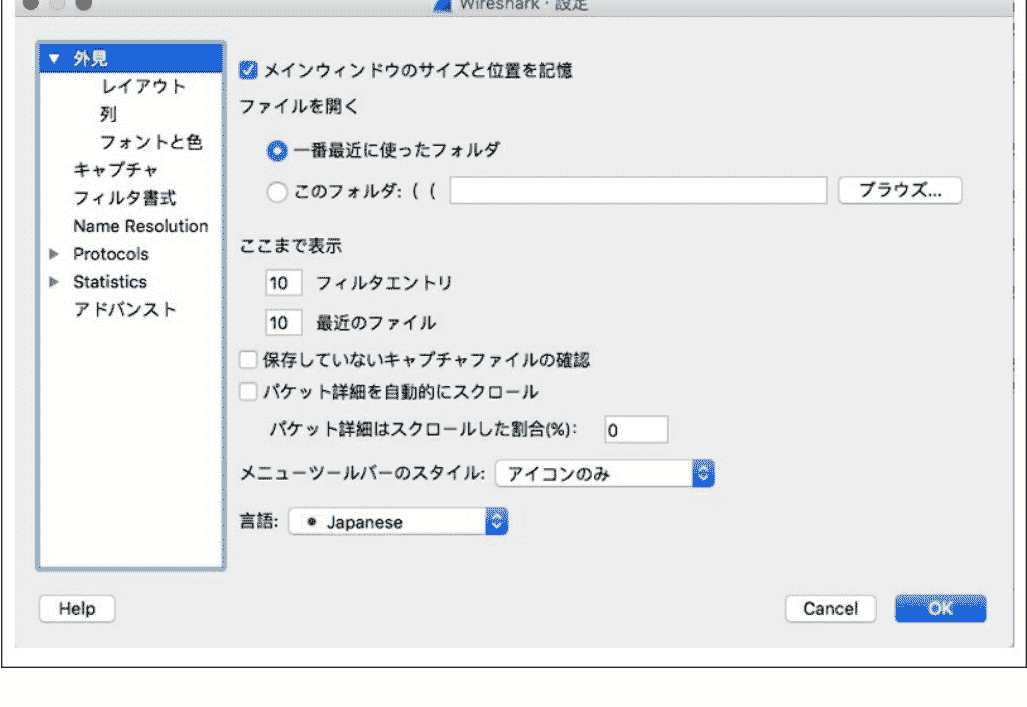 Wireshark · 設定
外見
レイアウト
列
フォントと色
キャプチャ
フィルタ書式
Name Resolution
Protocols
Statistics
アドバンスト
メインウィンドウのサイズと位置を記憶
ファイルを開く
一番最近に使ったフォルダ
このフォルダ: ( (
ブラウズ...
ここまで表示
10 フィルタエントリ
10 最近のファイル
保存していないキャプチャファイルの確認
パケット詳細を自動的にスクロール
パケット詳細はスクロールした割合(%): 0
メニューツールバーのスタイル: アイコンのみ
言語: • Japanese
Help
Cancel
OK